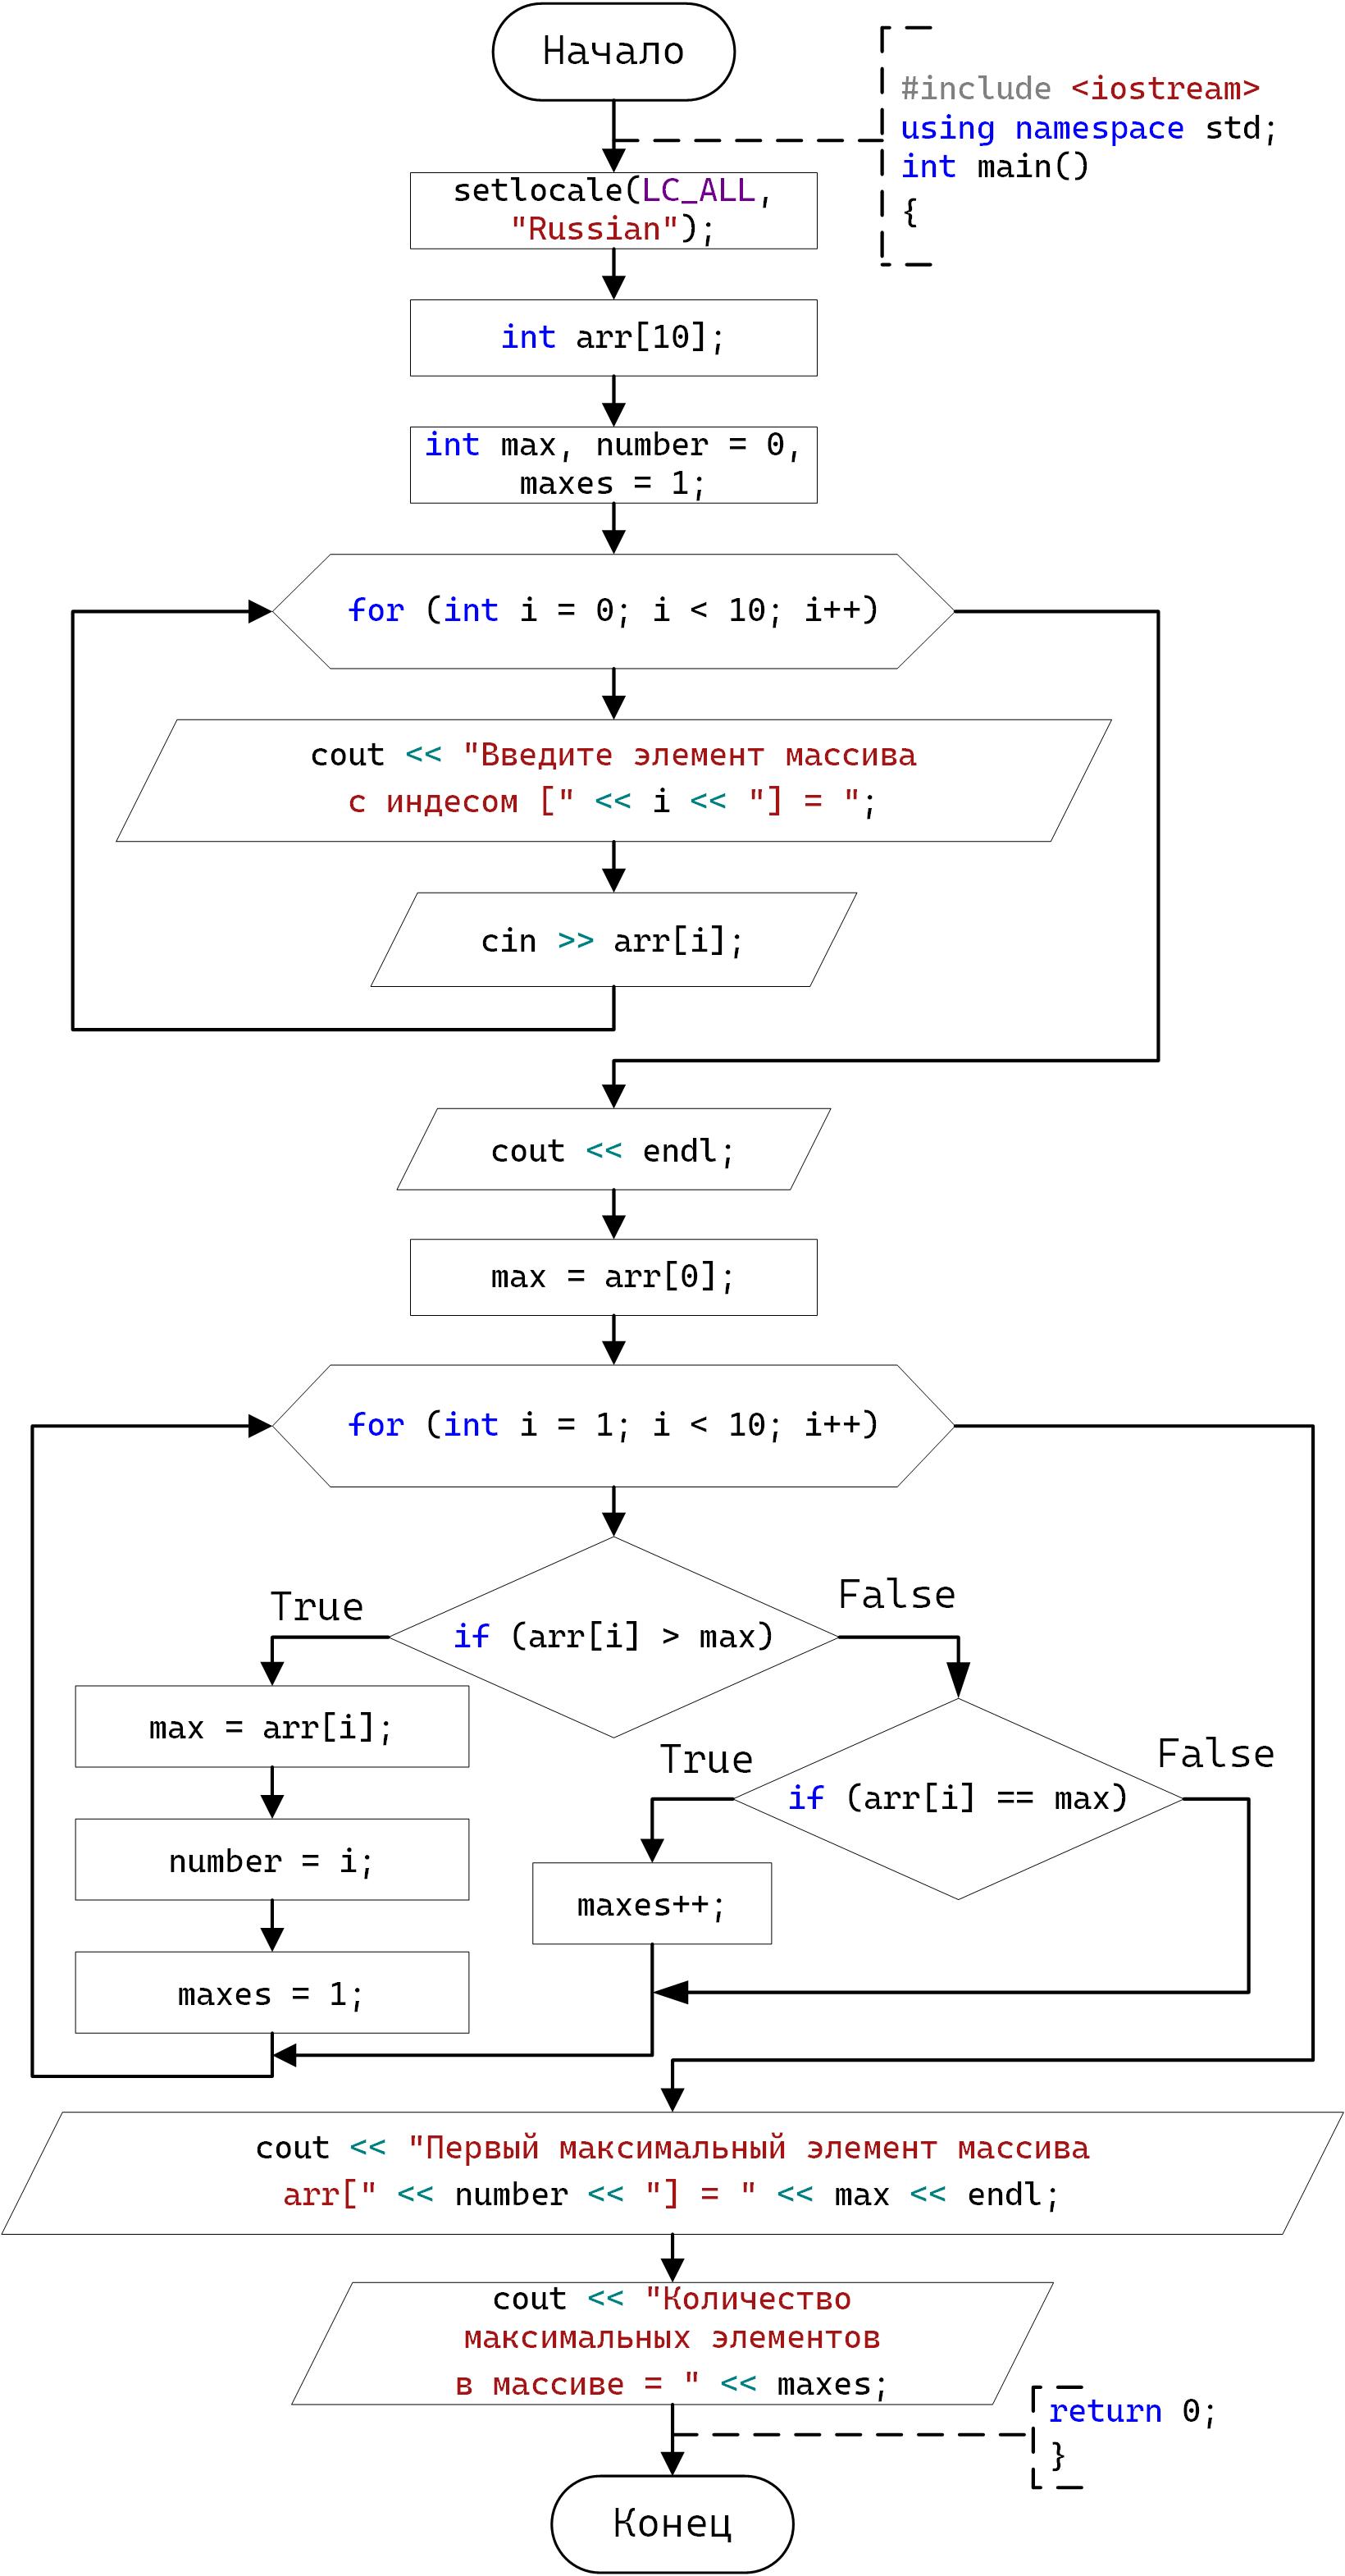 Начало
#include <iostream>
using namespace std;
int main()
{
setlocale(LC_ALL,
"Russian");
int arr[10];
int max, number = 0,
maxes = 1;
for (int i = 0; i < 10; i++)
cout << "Введите элемент массива
с индесом [" << i << "] = ";
cin >> arr[i];
cout << endl;
max = arr[0];
for (int i = 1; i < 10; i++)
True
False
if (arr[i] > max)
max = arr[i];
True
False
if (arr[i] == max)
number = i;
maxes++;
maxes = 1;
cout << "Первый максимальный элемент массива
arr[" << number << "] = " << max << endl;
cout << "Количество
максимальных элементов
в массиве = " << maxes;
return 0;
}
Конец